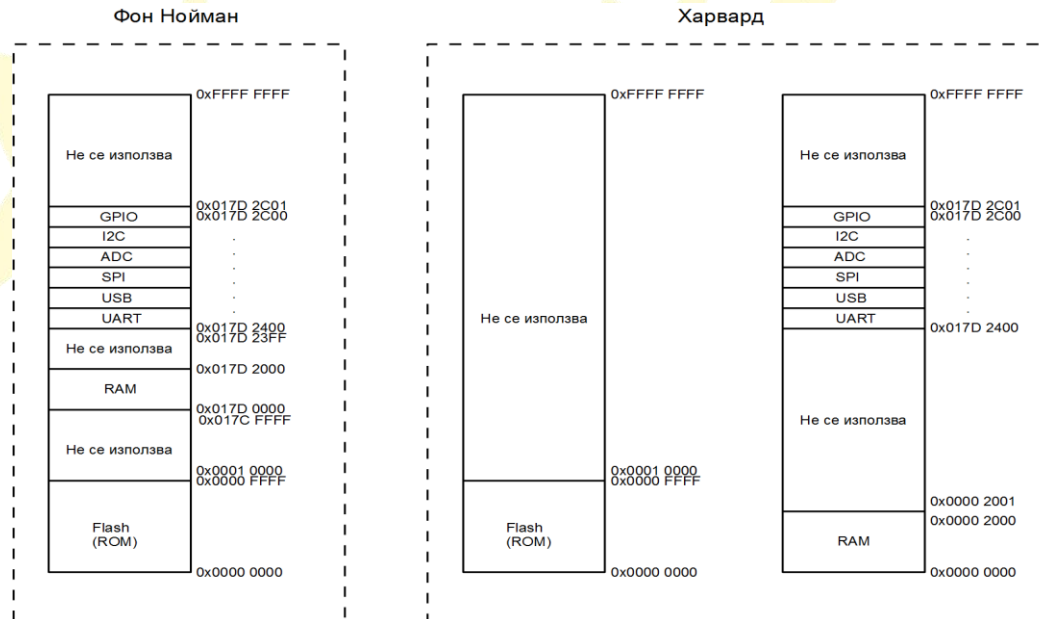 Фон Нойман
0xFFFF FFFF
Не се използва
0x017D 2C01
GPIO
0x017D 2C00
I2C
ADC
SPI
USB
UART
0x017D 2400
0x017D 23FF
Не се използва
0x017D 2000
RAM
0x017D 0000
0x017C FFFF
Не се използва
0x0001 0000
0x0000 FFFF
Flash
(ROM)
0x0000 0000
Харвард
0xFFFF FFFF
Не се използва
0x0001 0000
0x0000 FFFF
Flash
(ROM)
0x0000 0000
0xFFFF FFFF
Не се използва
0x017D 2C01
GPIO
0x017D 2C00
I2C
ADC
SPI
USB
UART
0x017D 2400
Не се използва
0x0000 2001
0x0000 2000
RAM
0x0000 0000